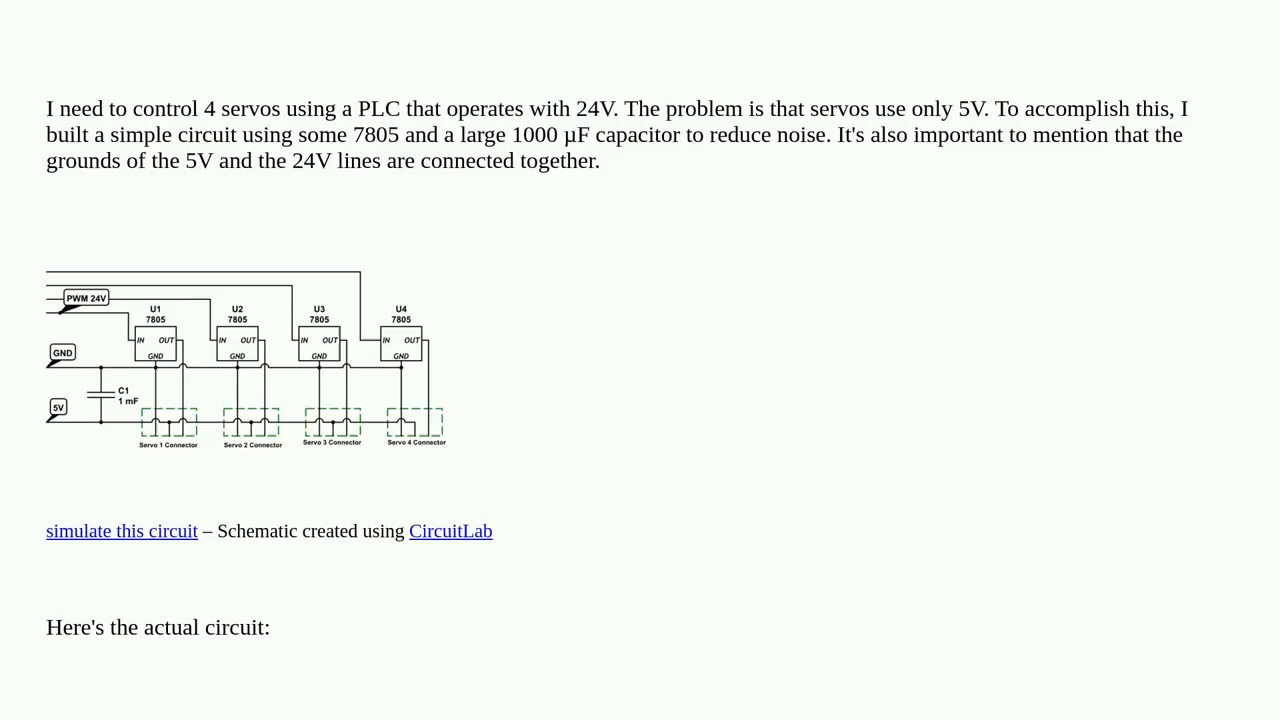 I need to control 4 servos using a PLC that operates with 24V. The problem is that servos use only 5V. To accomplish this, I
built a simple circuit using some 7805 and a large 1000 µF capacitor to reduce noise. It's also important to mention that the
grounds of the 5V and the 24V lines are connected together.
PWM 24V
U1
7805
U2
7805
U3
7805
U4
7805
IN OUT
GND
IN OUT
GND
IN OUT
GND
IN OUT
GND
GND
C1
1 mF
5V
Servo 1 Connector
Servo 2 Connector
Servo 3 Connector
Servo 4 Connector
simulate this circuit – Schematic created using CircuitLab
Here's the actual circuit: